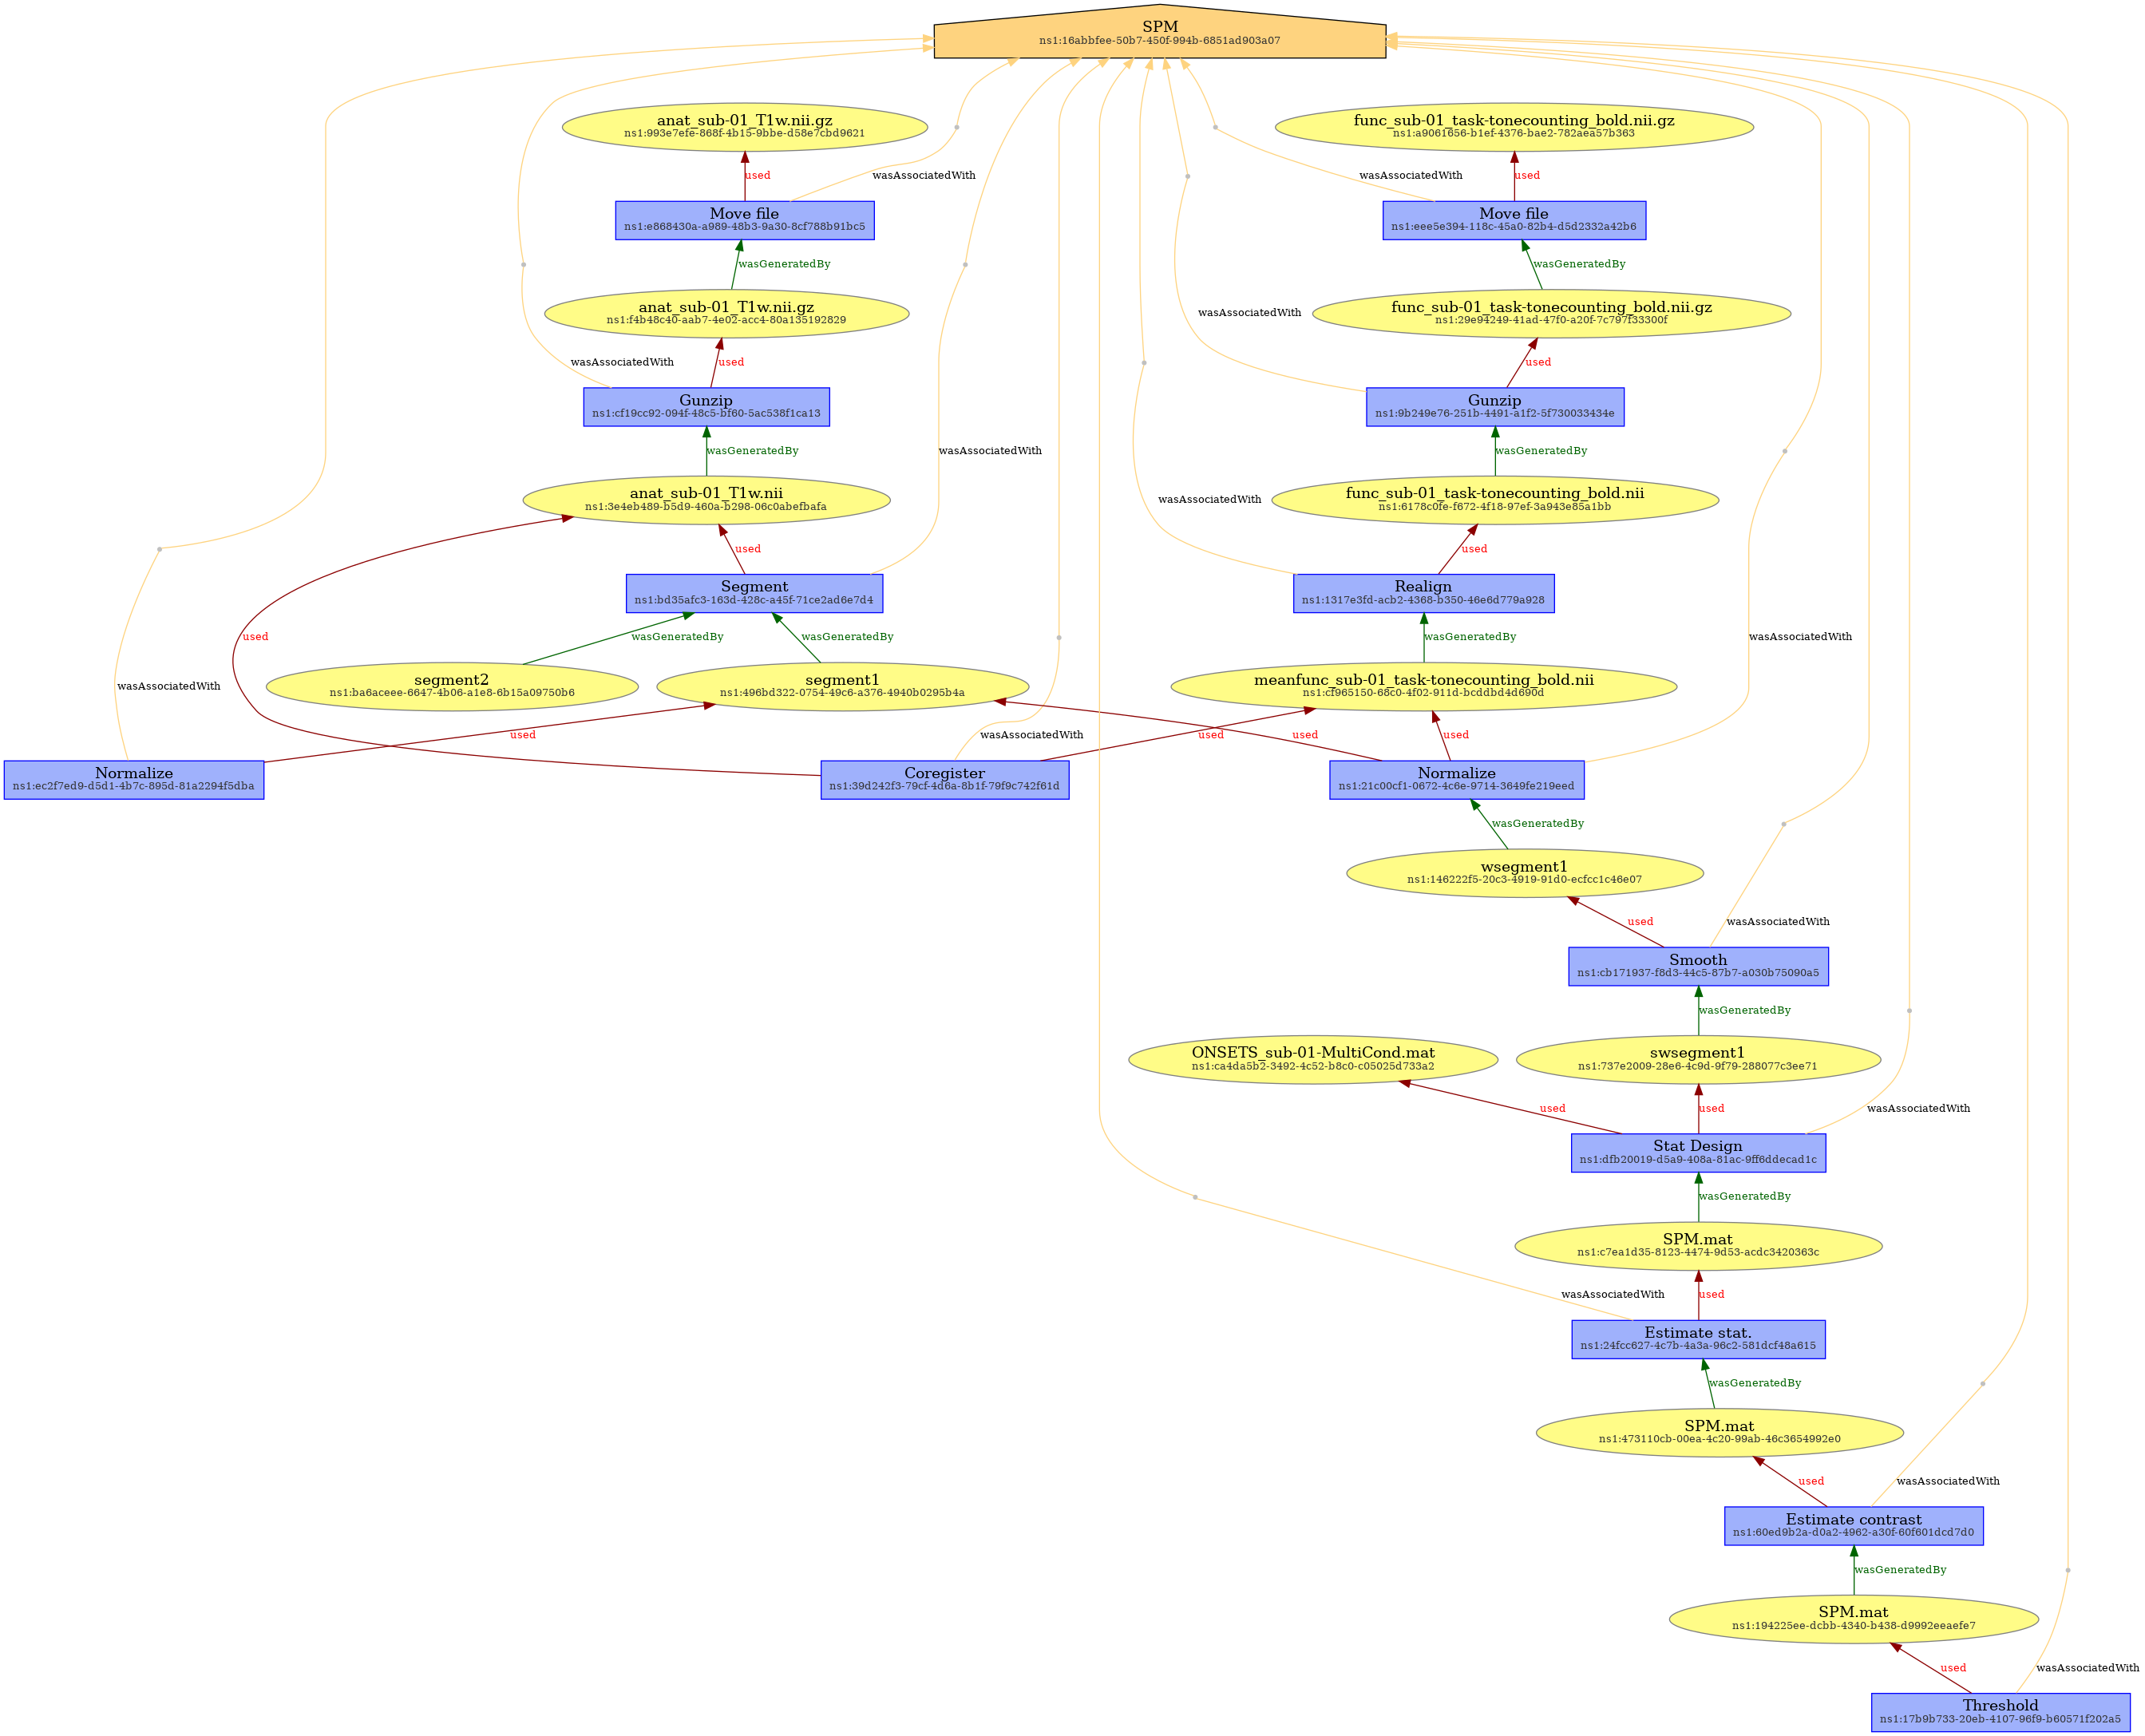 SPM
ns1:16abbfee-50b7-450f-994b-6851ad903a07
anat_sub-01_T1w.nii.gz
ns1:993e7efe-868f-4b15-9bbe-d58e7cbd9621
func_sub-01_task-tonecounting_bold.nii.gz
ns1:a9061656-b1ef-4376-bae2-782aea57b363
used
wasAssociatedWith
wasAssociatedWith
used
Move file
ns1:e868430a-a989-48b3-9a30-8cf788b91bc5
Move file
ns1:eee5e394-118c-45a0-82b4-d5d2332a42b6
wasGeneratedBy
wasGeneratedBy
anat_sub-01_T1w.nii.gz
ns1:f4b48c40-aab7-4e02-acc4-80a135192829
wasAssociatedWith
func_sub-01_task-tonecounting_bold.nii.gz
ns1:29e94249-41ad-47f0-a20f-7c797f33300f
wasAssociatedWith
used
used
Gunzip
ns1:cf19cc92-094f-48c5-bf60-5ac538f1ca13
Gunzip
ns1:9b249e76-251b-4491-a1f2-5f730033434e
wasGeneratedBy
wasAssociatedWith
wasGeneratedBy
anat_sub-01_T1w.nii
ns1:3e4eb489-b5d9-460a-b298-06c0abefbafa
wasAssociatedWith
func_sub-01_task-tonecounting_bold.nii
ns1:6178c0fe-f672-4f18-97ef-3a943e85a1bb
used
used
Segment
ns1:bd35afc3-163d-428c-a45f-71ce2ad6e7d4
Realign
ns1:1317e3fd-acb2-4368-b350-46e6d779a928
used
wasGeneratedBy
wasGeneratedBy
wasGeneratedBy
wasAssociatedWith
wasAssociatedWith
segment2
ns1:ba6aceee-6647-4b06-a1e8-6b15a09750b6
segment1
ns1:496bd322-0754-49c6-a376-4940b0295b4a
meanfunc_sub-01_task-tonecounting_bold.nii
ns1:cf965150-68c0-4f02-911d-bcddbd4d690d
used
wasAssociatedWith
used
used
used
Normalize
ns1:ec2f7ed9-d5d1-4b7c-895d-81a2294f5dba
Coregister
ns1:39d242f3-79cf-4d6a-8b1f-79f9c742f61d
Normalize
ns1:21c00cf1-0672-4c6e-9714-3649fe219eed
wasGeneratedBy
wsegment1
ns1:146222f5-20c3-4919-91d0-ecfcc1c46e07
used
wasAssociatedWith
Smooth
ns1:cb171937-f8d3-44c5-87b7-a030b75090a5
wasGeneratedBy
ONSETS_sub-01-MultiCond.mat
ns1:ca4da5b2-3492-4c52-b8c0-c05025d733a2
swsegment1
ns1:737e2009-28e6-4c9d-9f79-288077c3ee71
used
used
wasAssociatedWith
Stat Design
ns1:dfb20019-d5a9-408a-81ac-9ff6ddecad1c
wasGeneratedBy
SPM.mat
ns1:c7ea1d35-8123-4474-9d53-acdc3420363c
wasAssociatedWith
used
Estimate stat.
ns1:24fcc627-4c7b-4a3a-96c2-581dcf48a615
wasGeneratedBy
SPM.mat
ns1:473110cb-00ea-4c20-99ab-46c3654992e0
used
wasAssociatedWith
Estimate contrast
ns1:60ed9b2a-d0a2-4962-a30f-60f601dcd7d0
wasGeneratedBy
SPM.mat
ns1:194225ee-dcbb-4340-b438-d9992eeaefe7
used
wasAssociatedWith
Threshold
ns1:17b9b733-20eb-4107-96f9-b60571f202a5